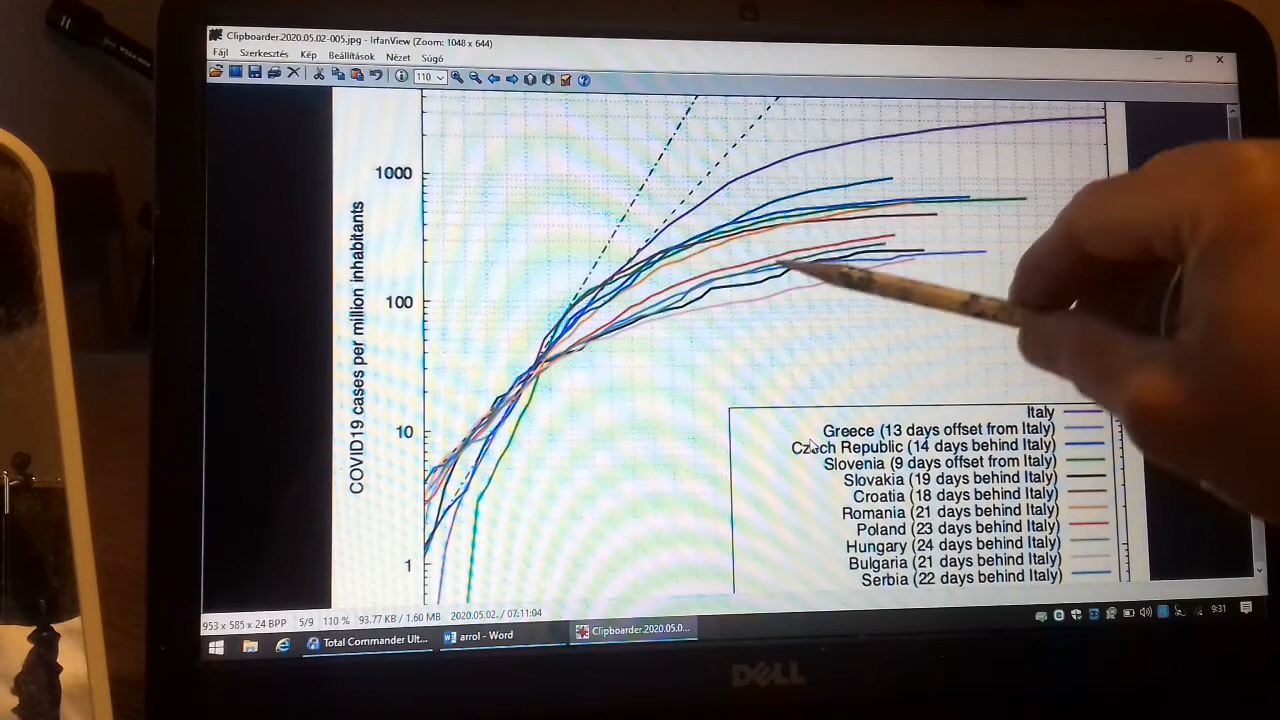 Clipboarder.2020.05.02-005.jpg - IrfanView (Zoom: 1048 x 644)
Fájl Szerkesztés Kép Beállítások Nézet Súgó
110
1000
100
10
1
COVID19 cases per million inhabitants
Italy
Greece (13 days offset from Italy)
Czech Republic (14 days behind Italy)
Slovenia (9 days offset from Italy)
Slovakia (19 days behind Italy)
Croatia (18 days behind Italy)
Romania (21 days behind Italy)
Poland (23 days behind Italy)
Hungary (24 days behind Italy)
Bulgaria (21 days behind Italy)
Serbia (22 days behind Italy)
953 x 585 x 24 BPP 5/9 110 % 93.77 KB / 1.60 MB 2020.05.02. / 07:11:04
Total Commander Ult... arrol - Word Clipboarder.2020.05.0... 9:31
DELL